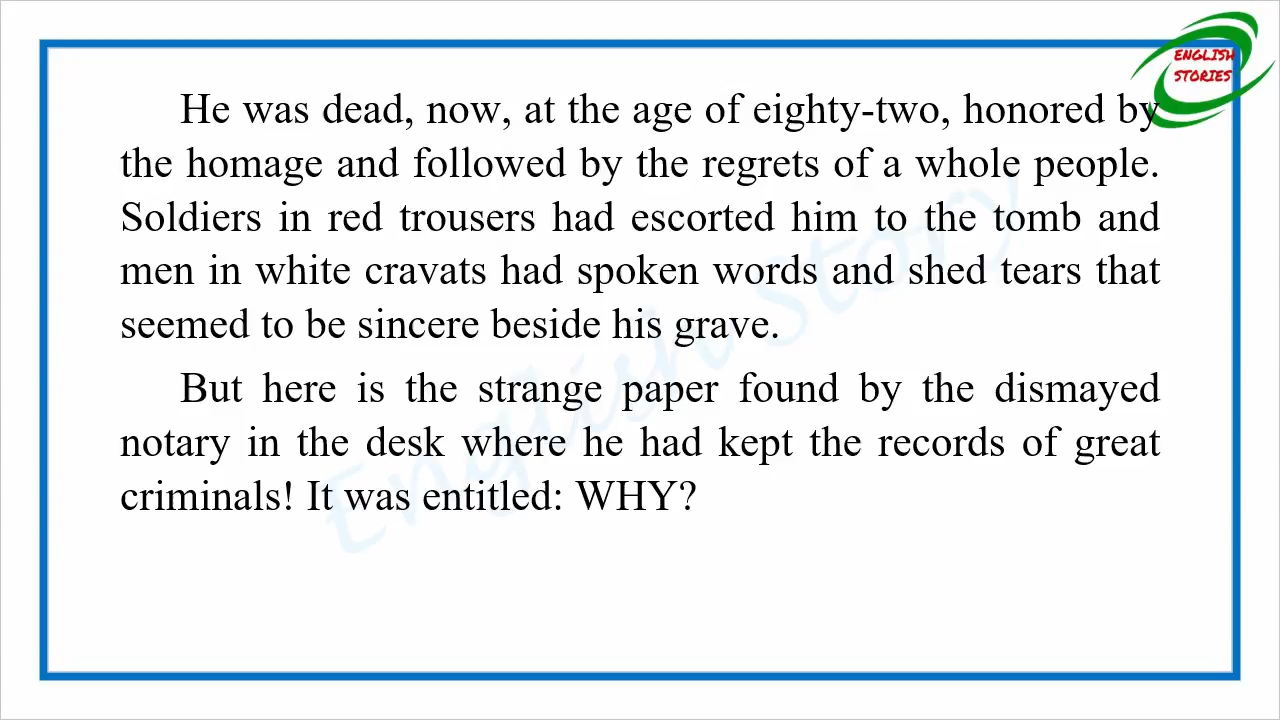 ENGLISH
STORIES
He was dead, now, at the age of eighty-two, honored by
the homage and followed by the regrets of a whole people.
Soldiers in red trousers had escorted him to the tomb and
men in white cravats had spoken words and shed tears that
seemed to be sincere beside his grave.
But here is the strange paper found by the dismayed
notary in the desk where he had kept the records of great
criminals! It was entitled: WHY?
English Story